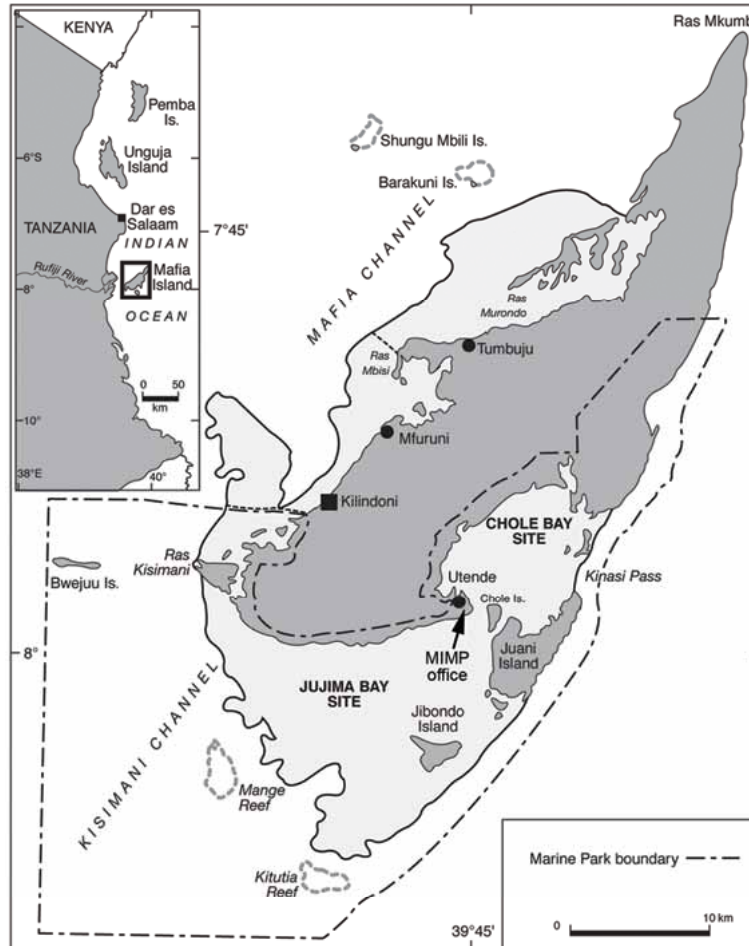 KENYA
Pemba
Is.
Unguja
Island
6°S
Dar es
Salaam
TANZANIA
INDIAN
Rufiji River
Mafia
Island
8°
OCEAN
0 50
km
10°
38°E
40°
Ras Mkumb
Shungu Mbili Is.
Barakuni Is.
7°45'
MAFIA CHANNEL
Ras
Murondo
Tumbuju
Ras
Mbisi
Mfuruni
Kilindoni
CHOLE BAY
SITE
Ras
Kisimani
Bwejuu Is.
Kinasi Pass
Utende
Chole Is.
8°
MIMP
office
Juani
Island
JUJIMA BAY
SITE
Jibondo
Island
KISIMANI CHANNEL
Mange
Reef
Kitutia
Reef
Marine Park boundary
0 10 km
39°45'